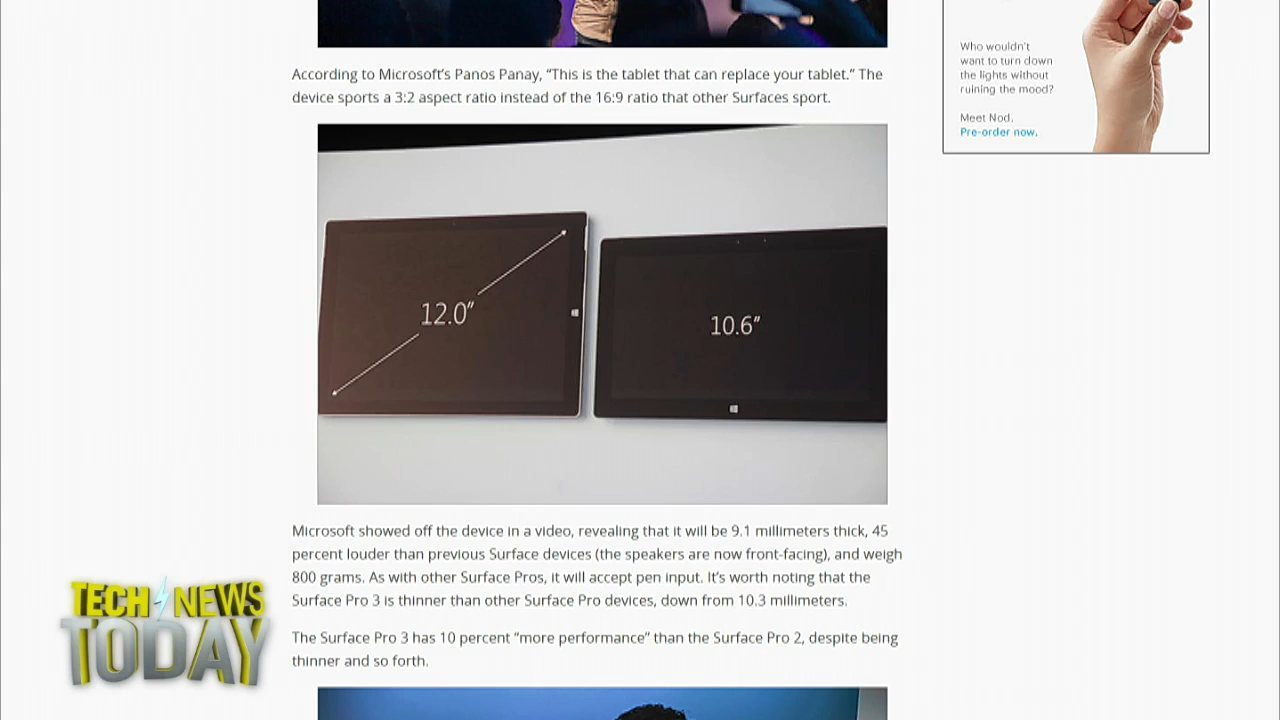 According to Microsoft's Panos Panay, “This is the tablet that can replace your tablet.” The
device sports a 3:2 aspect ratio instead of the 16:9 ratio that other Surfaces sport.
Who wouldn't
want to turn down
the lights without
ruining the mood?
Meet Nod.
Pre-order now.
12.0"
10.6"
Microsoft showed off the device in a video, revealing that it will be 9.1 millimeters thick, 45
percent louder than previous Surface devices (the speakers are now front-facing), and weigh
800 grams. As with other Surface Pros, it will accept pen input. It's worth noting that the
Surface Pro 3 is thinner than other Surface Pro devices, down from 10.3 millimeters.
The Surface Pro 3 has 10 percent “more performance” than the Surface Pro 2, despite being
thinner and so forth.
TECH NEWS
TODAY